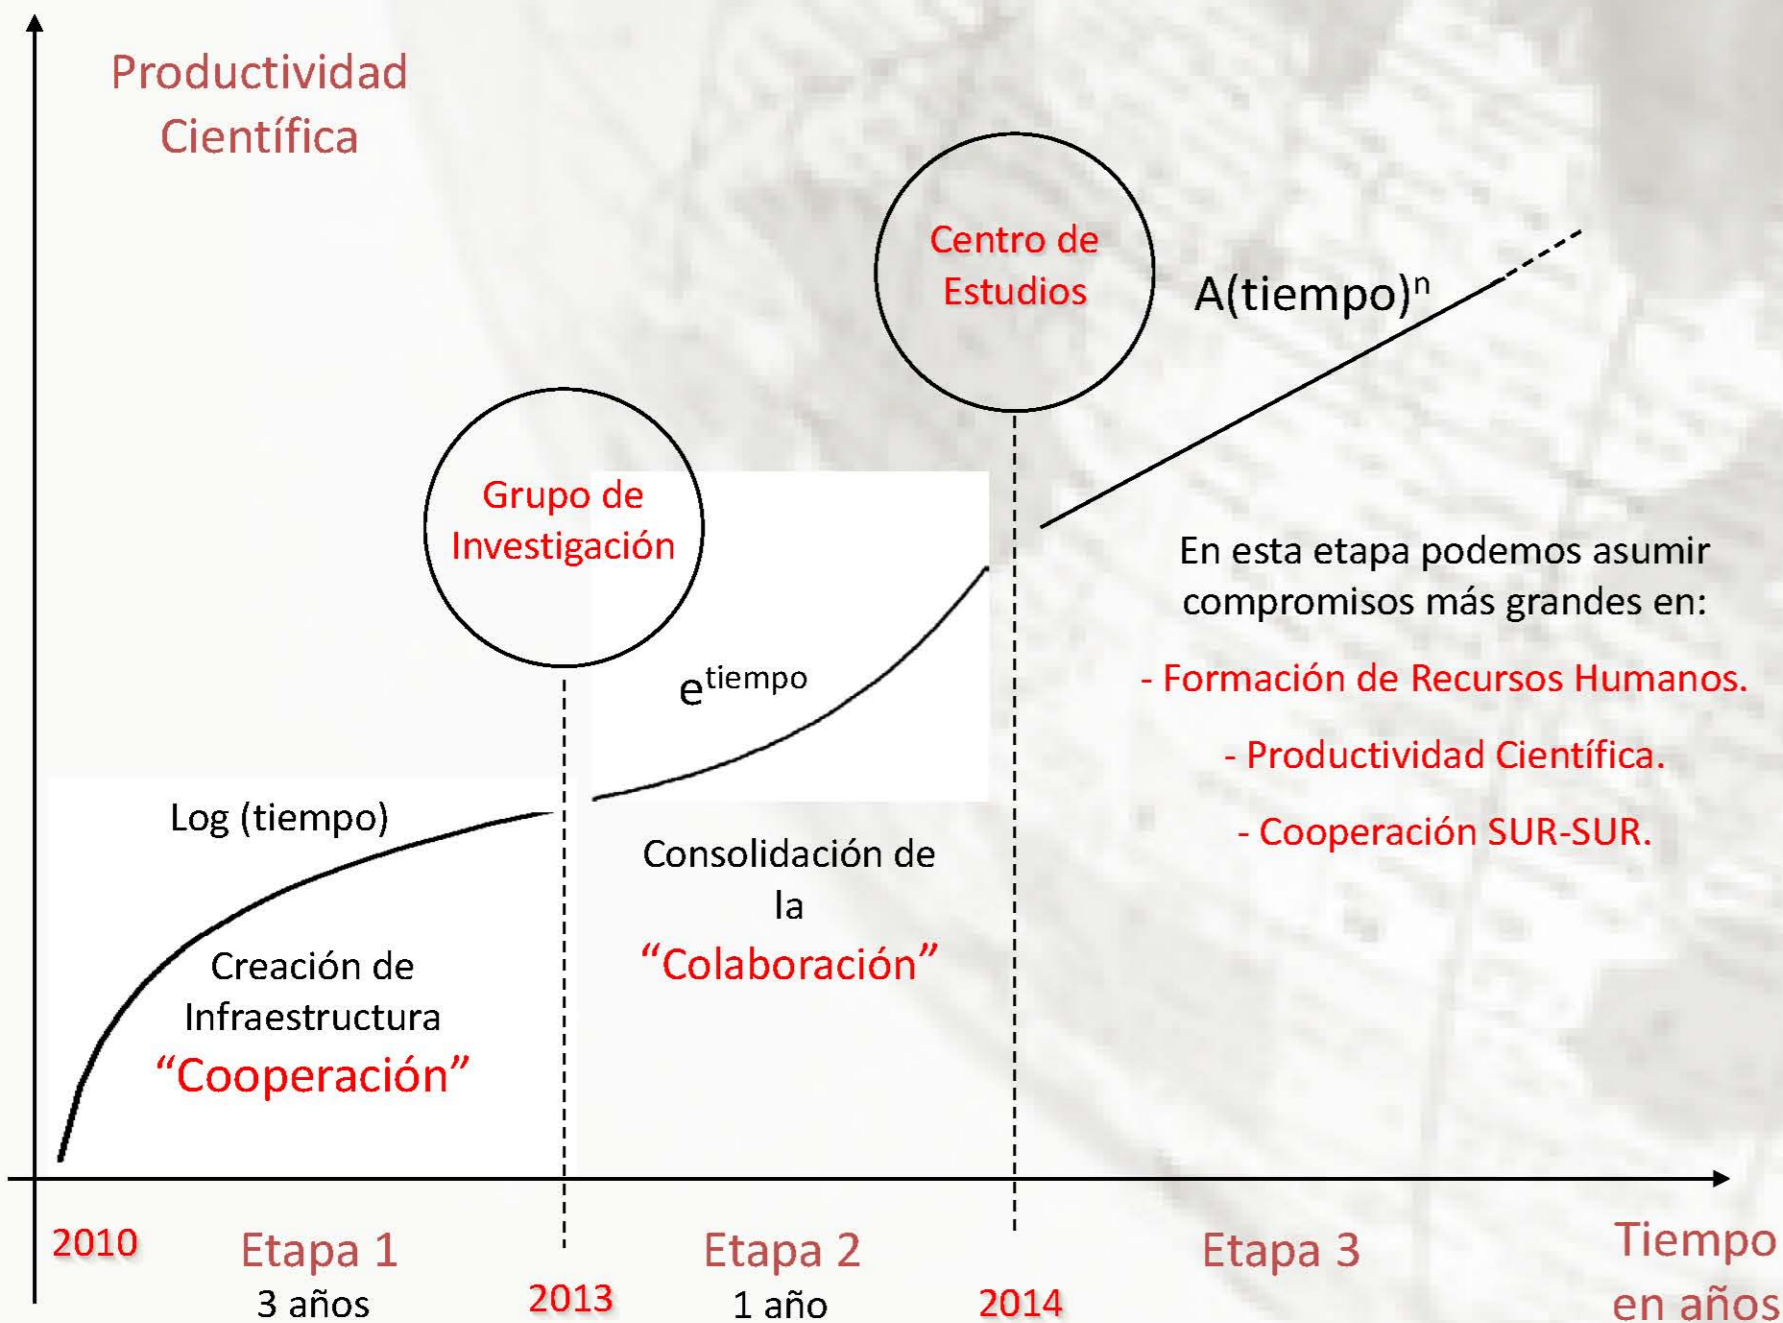 Productividad
Científica
Centro de
Estudios
A(tiempo)ⁿ
Grupo de
Investigación
e^tiempo
En esta etapa podemos asumir
compromisos más grandes en:
- Formación de Recursos Humanos.
- Productividad Científica.
- Cooperación SUR-SUR.
Log (tiempo)
Consolidación de
la
“Colaboración”
Creación de
Infraestructura
“Cooperación”
2010
Etapa 1
3 años
2013
Etapa 2
1 año
2014
Etapa 3
Tiempo
en años